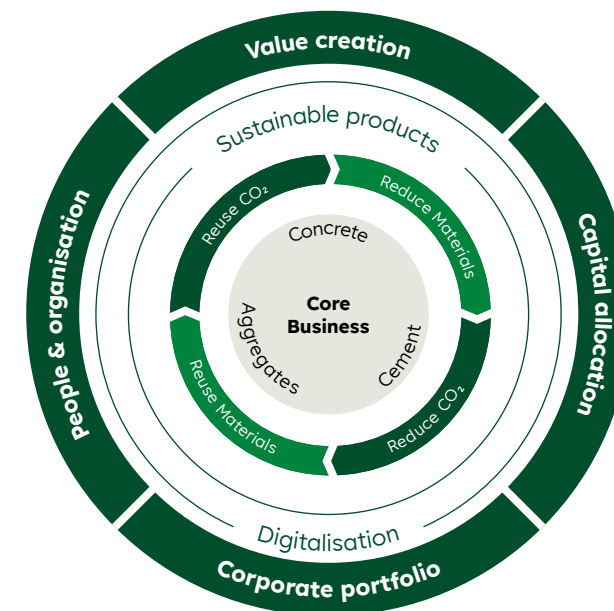 Value creation
Sustainable products
Reuse CO₂
Reduce Materials
Concrete
People & organisation
Capital allocation
Core
Business
Aggregates
Cement
Reuse Materials
Reduce CO₂
Digitalisation
Corporate portfolio